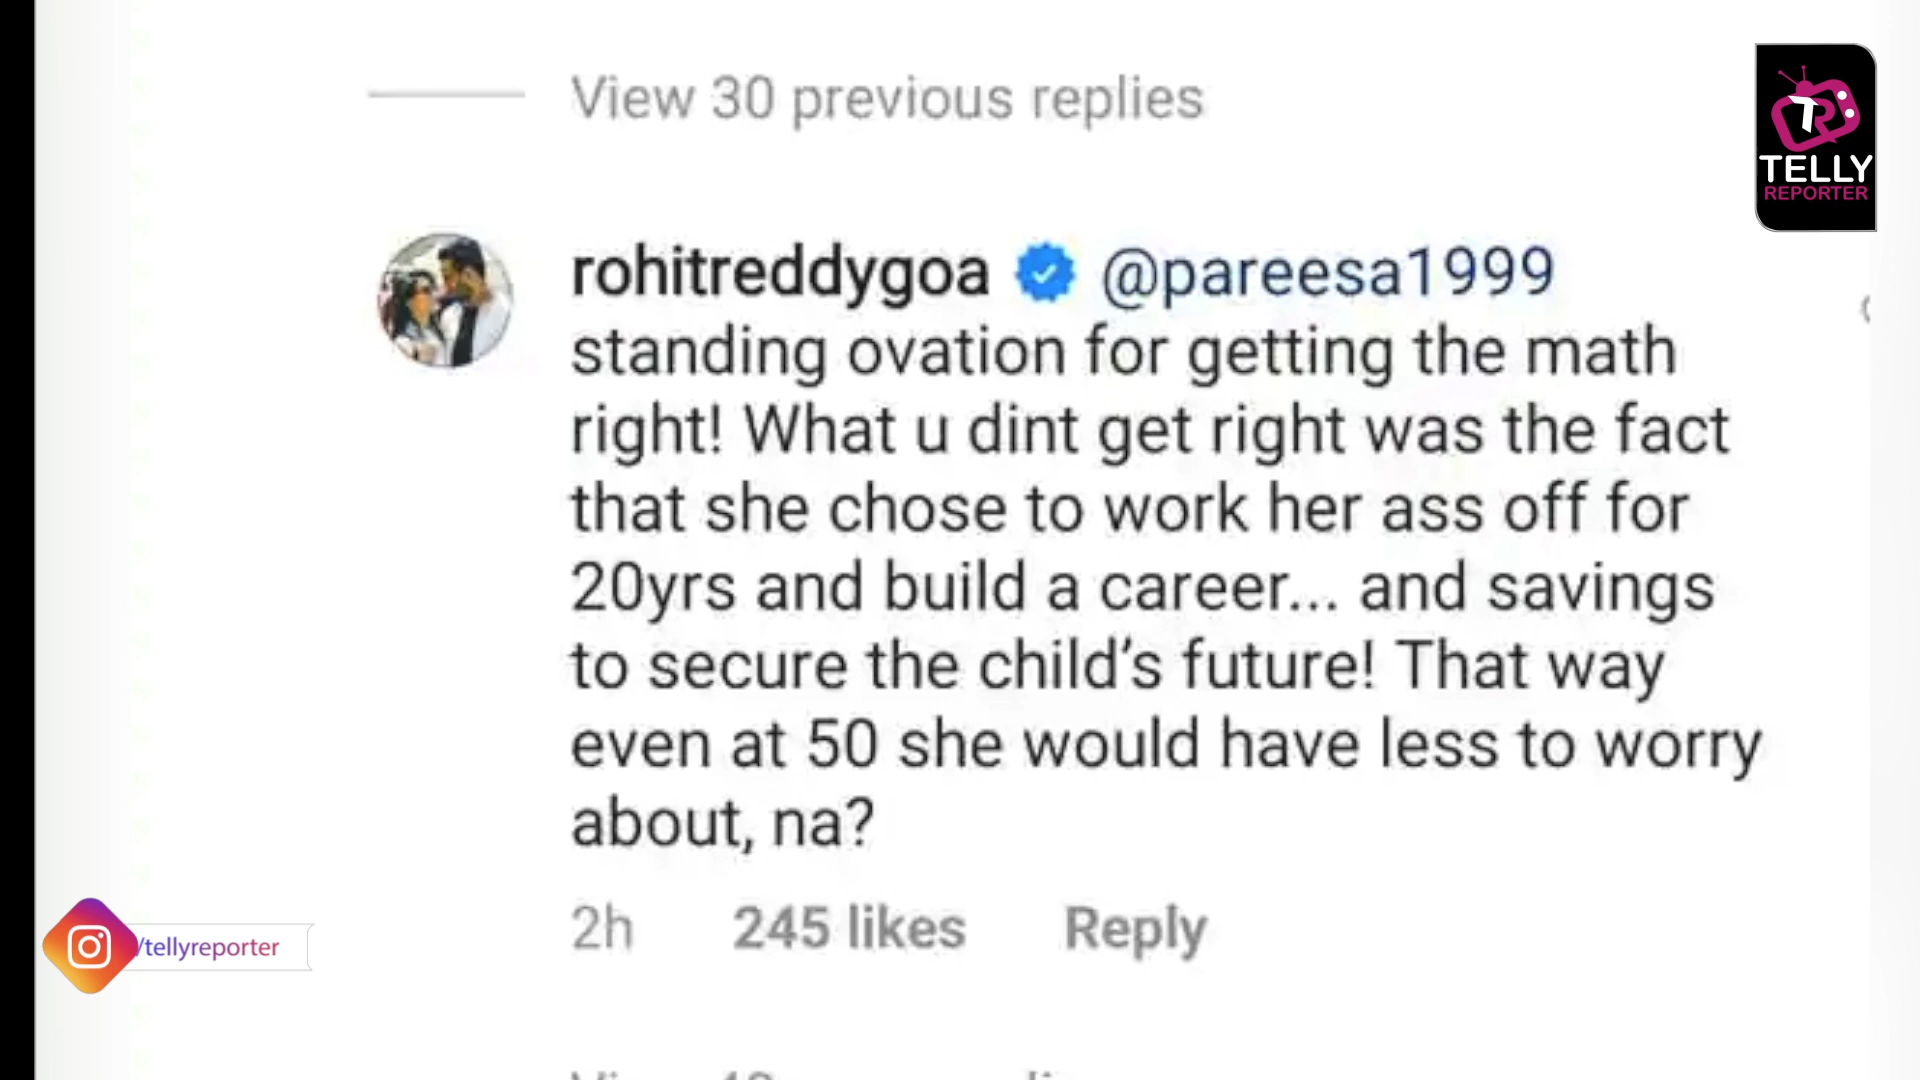 View 30 previous replies
TR
TELLY
REPORTER
rohitreddygoa @pareesa1999
standing ovation for getting the math
right! What u dint get right was the fact
that she chose to work her ass off for
20yrs and build a career... and savings
to secure the child's future! That way
even at 50 she would have less to worry
about, na?
2h 245 likes Reply
/tellyreporter